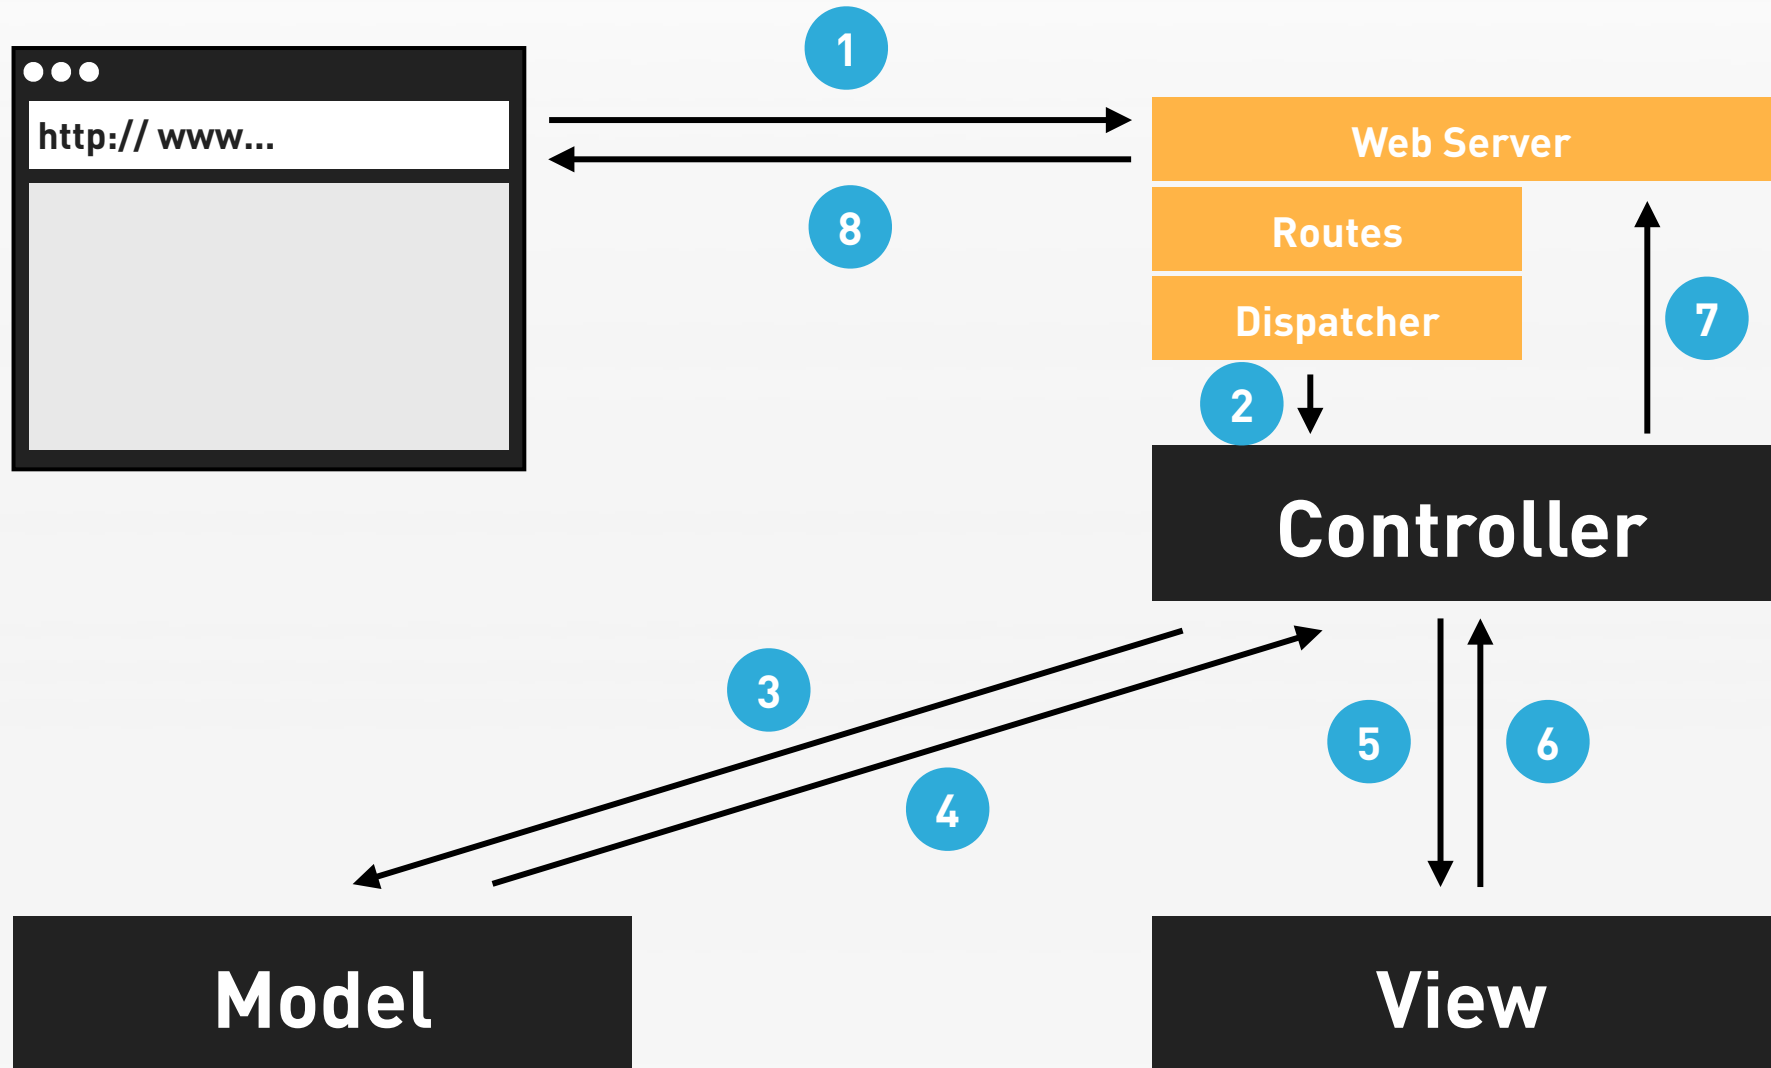 1
http:// www...
Web Server
8
Routes
7
Dispatcher
2
Controller
3
5
6
4
Model
View